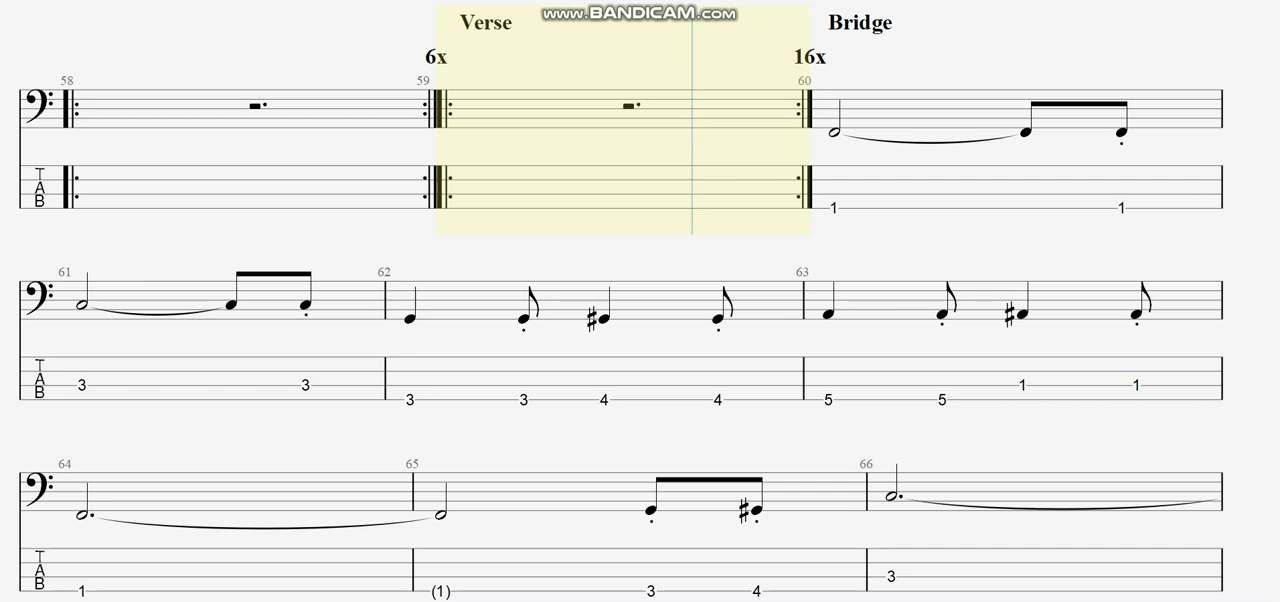 www.BANDICAM.com
Verse Bridge
6x 16x
58 59 60
T
A
B
1 1
61 62 63
T
A
B
3 3 3 3 4 4 5 5 1 1
64 65 66
T
A
B
1 (1) 3 4 3